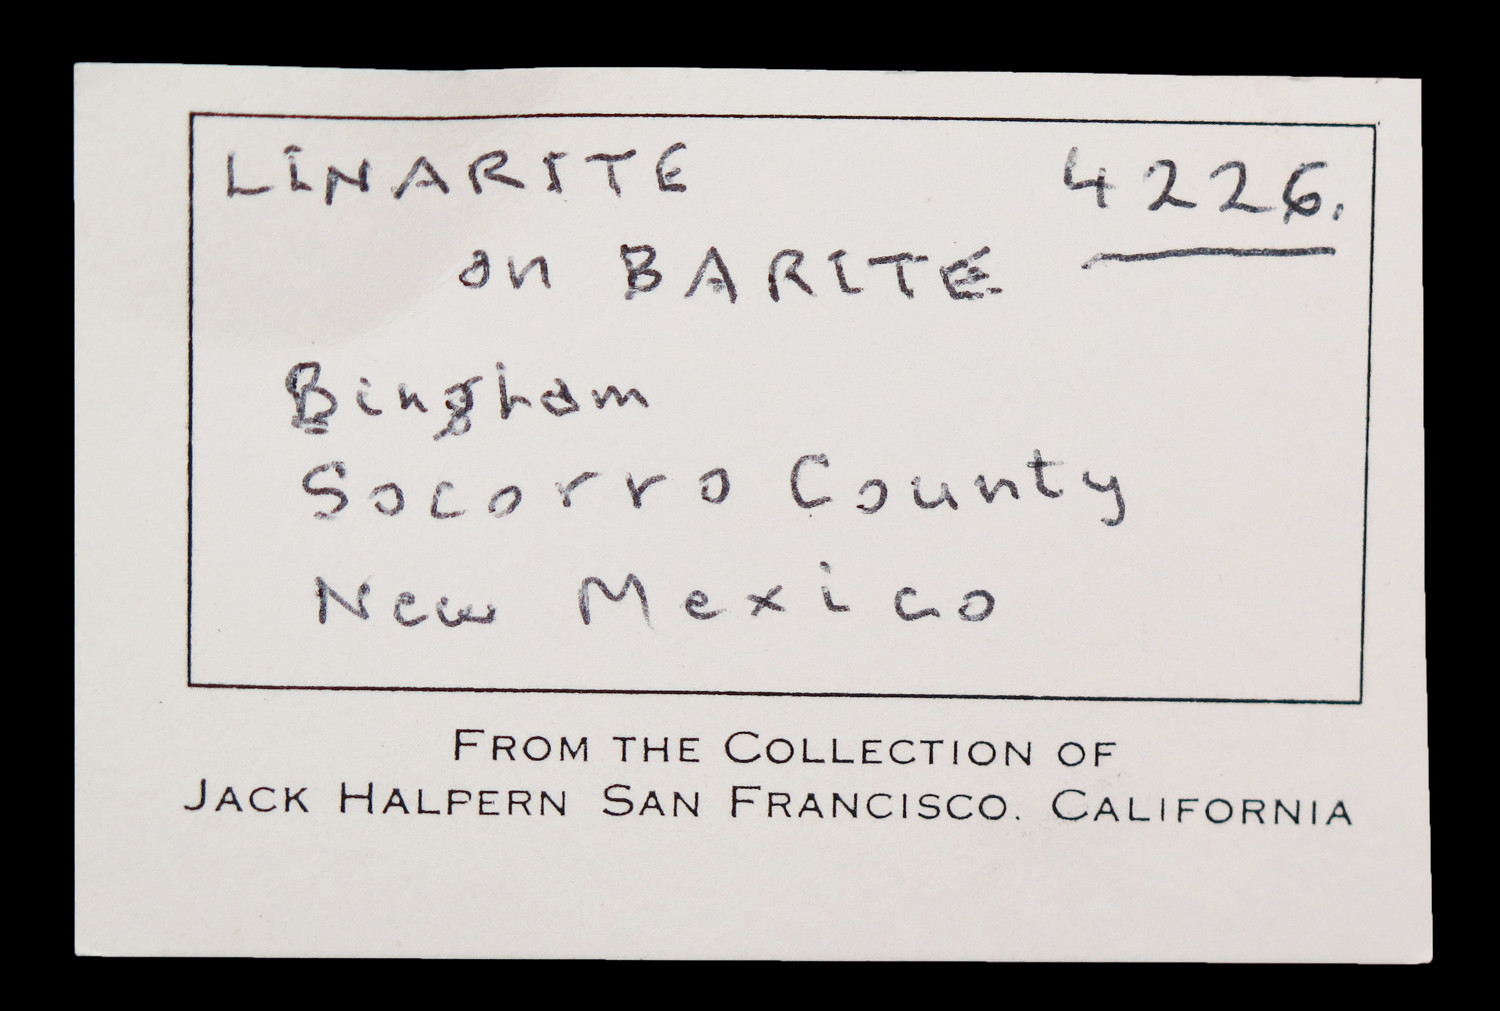 LINARITE 4226.
on BARITE
Bingham
Socorro County
New Mexico
FROM THE COLLECTION OF
JACK HALPERN SAN FRANCISCO. CALIFORNIA